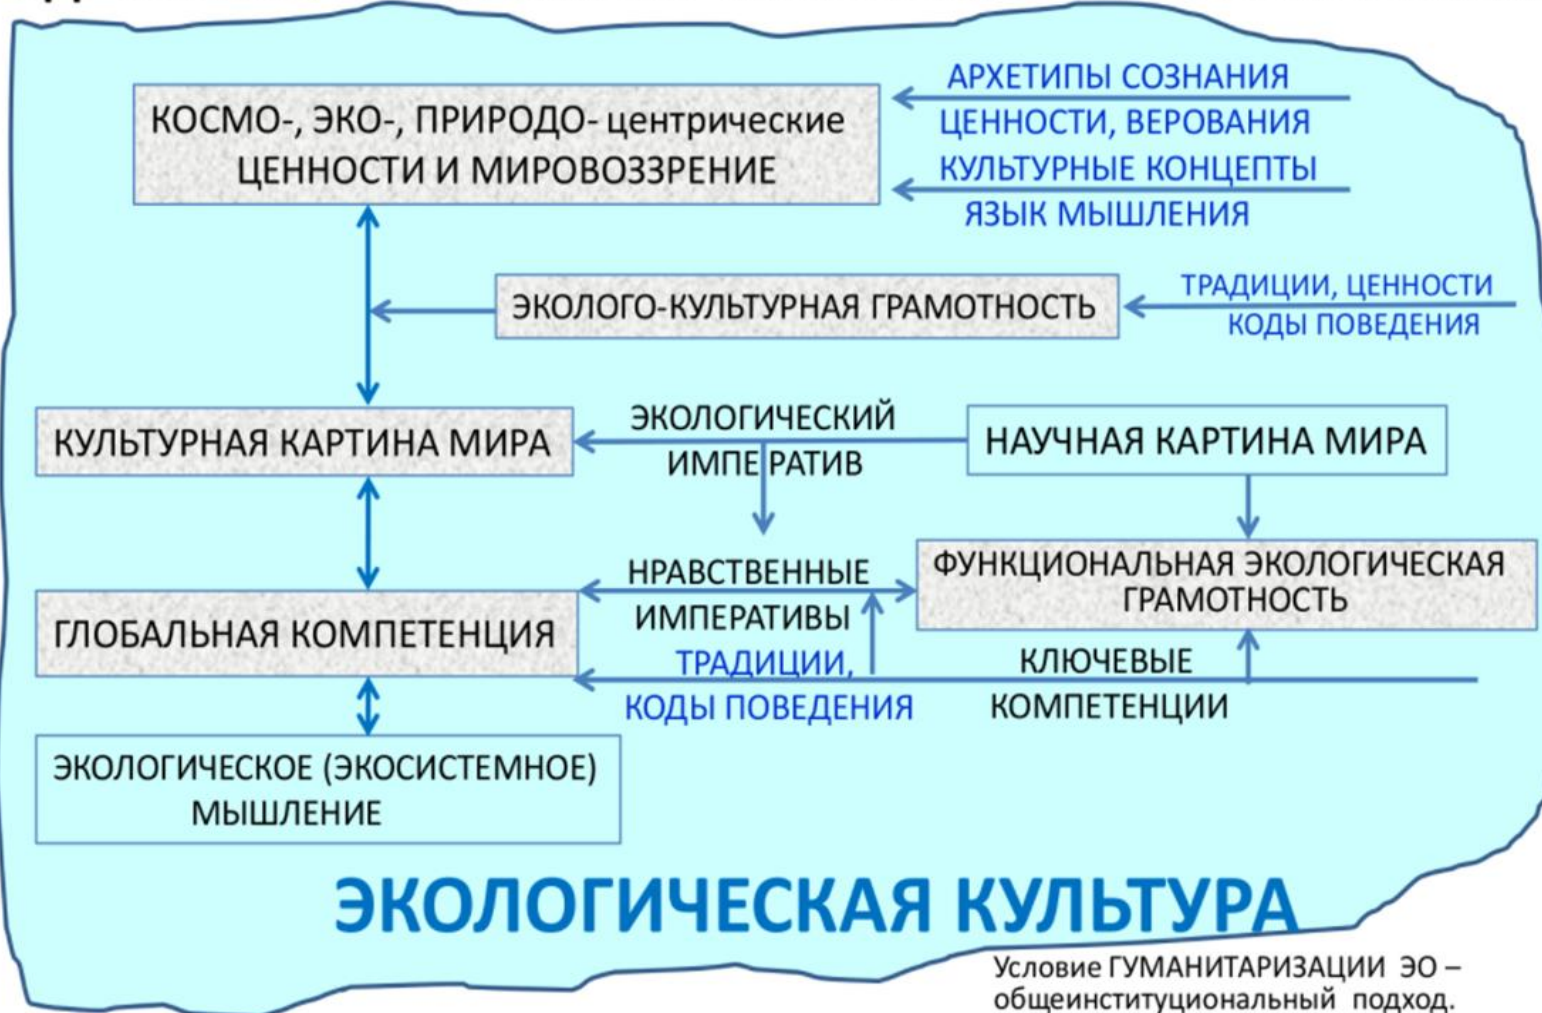 АРХЕТИПЫ СОЗНАНИЯ
КОСМО-, ЭКО-, ПРИРОДО- центрические
ЦЕННОСТИ, ВЕРОВАНИЯ
ЦЕННОСТИ И МИРОВОЗЗРЕНИЕ
КУЛЬТУРНЫЕ КОНЦЕПТЫ
ЯЗЫК МЫШЛЕНИЯ
ЭКОЛОГО-КУЛЬТУРНАЯ ГРАМОТНОСТЬ
ТРАДИЦИИ, ЦЕННОСТИ
КОДЫ ПОВЕДЕНИЯ
КУЛЬТУРНАЯ КАРТИНА МИРА
ЭКОЛОГИЧЕСКИЙ
ИМПЕРАТИВ
НАУЧНАЯ КАРТИНА МИРА
НРАВСТВЕННЫЕ
ИМПЕРАТИВЫ
ФУНКЦИОНАЛЬНАЯ ЭКОЛОГИЧЕСКАЯ
ГРАМОТНОСТЬ
ГЛОБАЛЬНАЯ КОМПЕТЕНЦИЯ
ТРАДИЦИИ,
КОДЫ ПОВЕДЕНИЯ
КЛЮЧЕВЫЕ
КОМПЕТЕНЦИИ
ЭКОЛОГИЧЕСКОЕ (ЭКОСИСТЕМНОЕ)
МЫШЛЕНИЕ
ЭКОЛОГИЧЕСКАЯ КУЛЬТУРА
Условие ГУМАНИТАРИЗАЦИИ ЭО –
общеинституциональный подход.